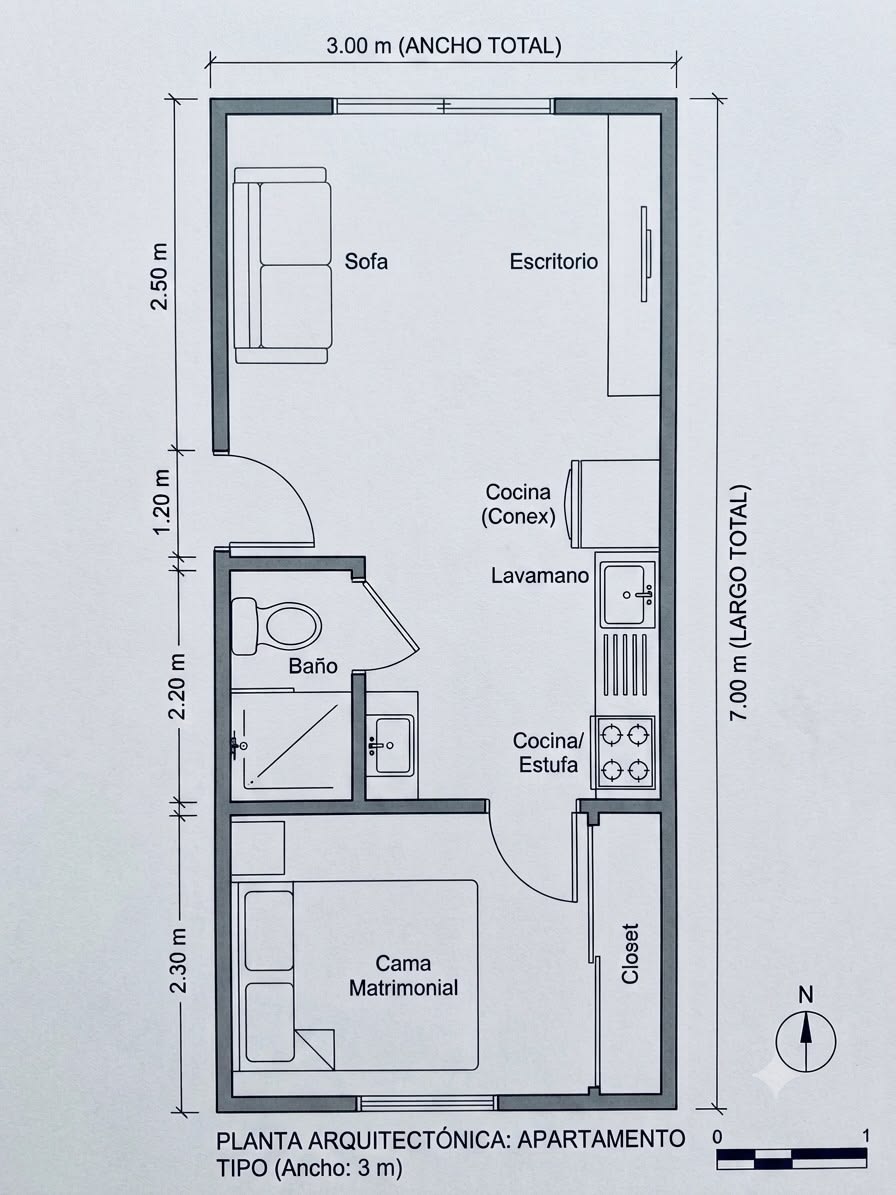 3.00 m (ANCHO TOTAL)
2.50 m
Sofa
Escritorio
1.20 m
Cocina
(Conex)
Lavamano
7.00 m (LARGO TOTAL)
2.20 m
Baño
Cocina/
Estufa
2.30 m
Cama
Matrimonial
Closet
N
0 1
PLANTA ARQUITECTÓNICA: APARTAMENTO
TIPO (Ancho: 3 m)